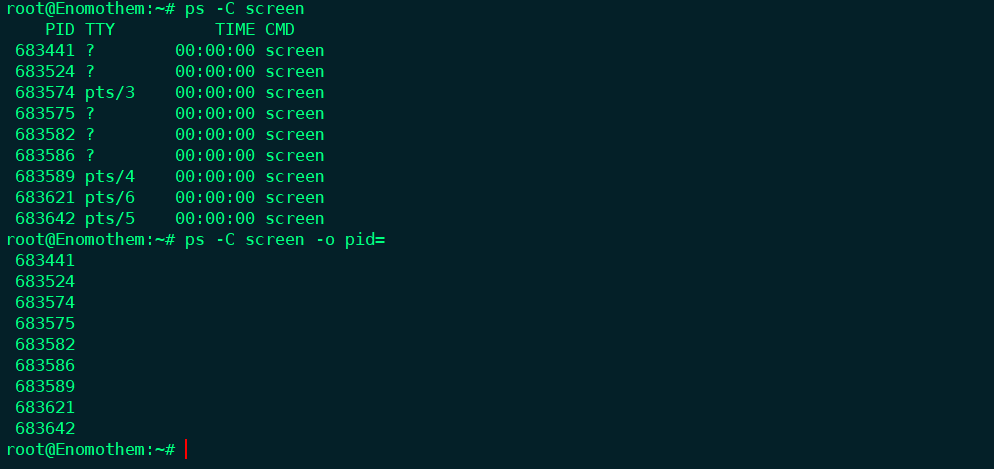 root@Enomothem:~# ps -C screen
    PID TTY          TIME CMD
 683441 ?        00:00:00 screen
 683524 ?        00:00:00 screen
 683574 pts/3    00:00:00 screen
 683575 ?        00:00:00 screen
 683582 ?        00:00:00 screen
 683586 ?        00:00:00 screen
 683589 pts/4    00:00:00 screen
 683621 pts/6    00:00:00 screen
 683642 pts/5    00:00:00 screen
root@Enomothem:~# ps -C screen -o pid=
 683441
 683524
 683574
 683575
 683582
 683586
 683589
 683621
 683642
root@Enomothem:~#